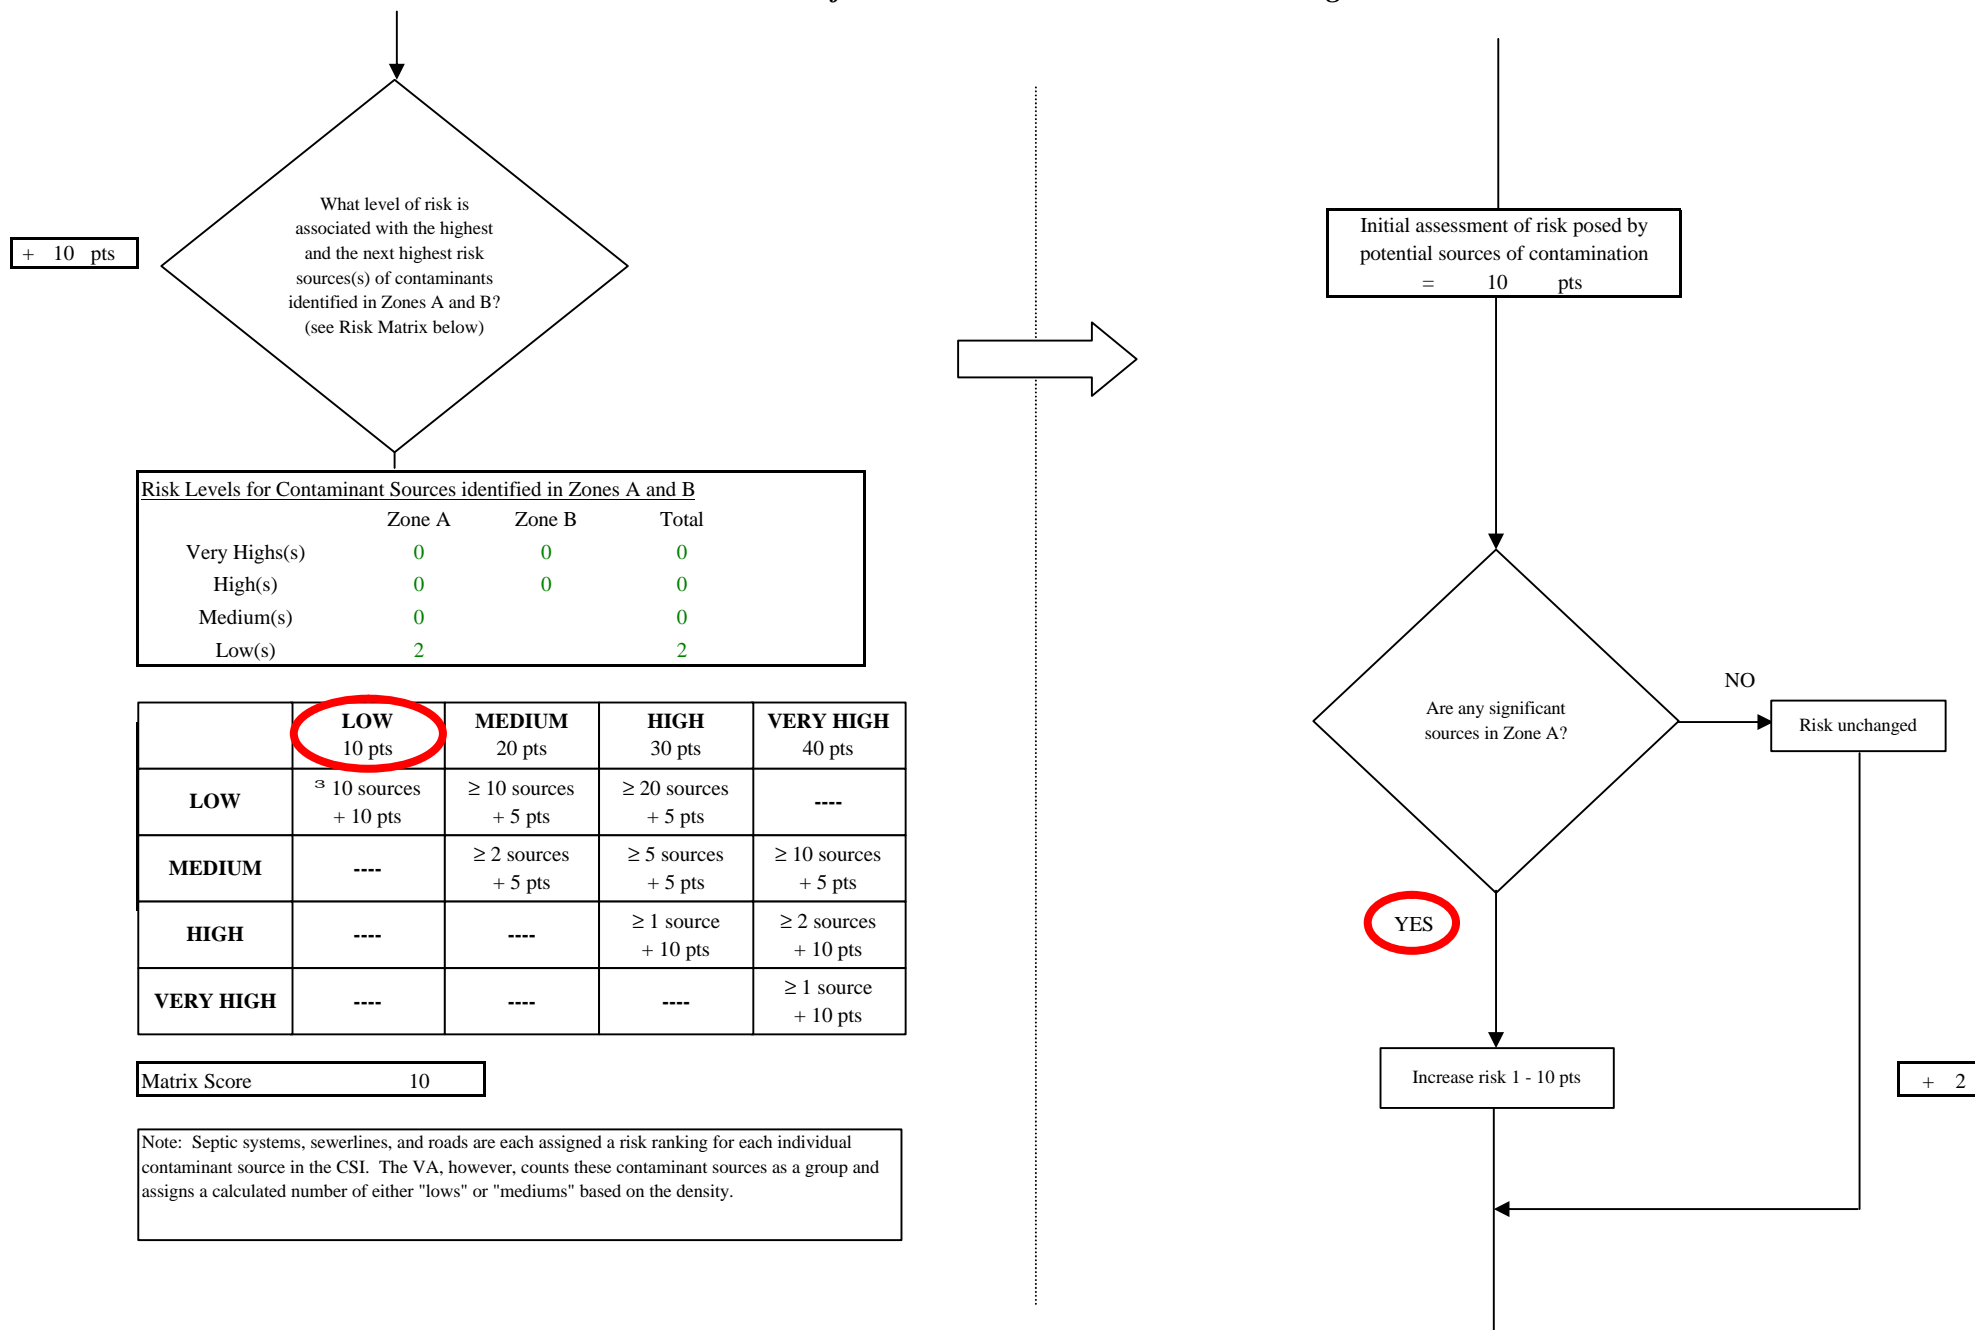 + 10 pts
What level of risk is
associated with the highest
and the next highest risk
sources(s) of contaminants
identified in Zones A and B?
(see Risk Matrix below)
Risk Levels for Contaminant Sources identified in Zones A and B
Zone A Zone B Total
Very Highs(s) 0 0 0
High(s) 0 0 0
Medium(s) 0 0
Low(s) 2 2
LOW MEDIUM HIGH VERY HIGH
10 pts 20 pts 30 pts 40 pts
LOW
³ 10 sources ≥ 10 sources ≥ 20 sources ----
+ 10 pts + 5 pts + 5 pts
MEDIUM
---- ≥ 2 sources ≥ 5 sources ≥ 10 sources
+ 5 pts + 5 pts + 5 pts
HIGH
---- ---- ≥ 1 source ≥ 2 sources
+ 10 pts + 10 pts
VERY HIGH
---- ---- ---- ≥ 1 source
+ 10 pts
Matrix Score 10
Note: Septic systems, sewerlines, and roads are each assigned a risk ranking for each individual
contaminant source in the CSI. The VA, however, counts these contaminant sources as a group and
assigns a calculated number of either "lows" or "mediums" based on the density.
Initial assessment of risk posed by
potential sources of contamination
= 10 pts
Are any significant
sources in Zone A?
NO
Risk unchanged
YES
Increase risk 1 - 10 pts
+ 2